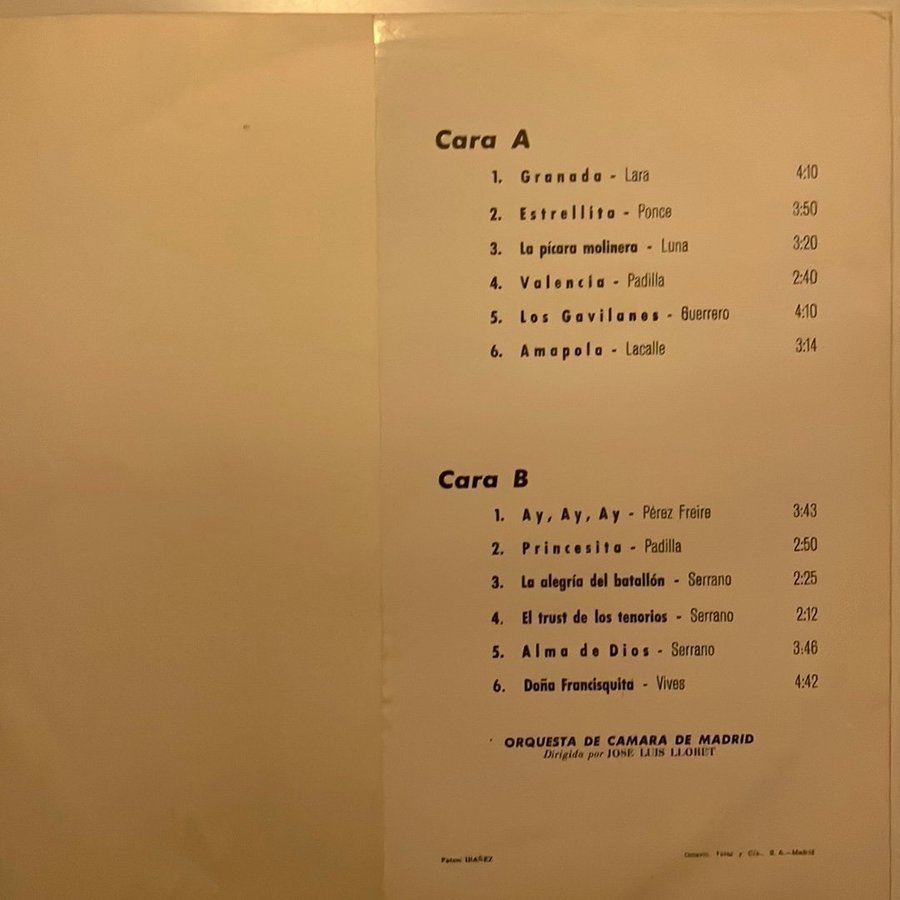 Cara A
1. Granada - Lara 4:10
2. Estrellita - Ponce 3:50
3. La pícara molinera - Luna 3:20
4. Valencia - Padilla 2:40
5. Los Gavilanes - Guerrero 4:10
6. Amapola - Lacalle 3:14
Cara B
1. Ay, Ay, Ay - Pérez Freire 3:43
2. Princesita - Padilla 2:50
3. La alegría del batallón - Serrano 2:25
4. El trust de los tenorios - Serrano 2:12
5. Alma de Dios - Serrano 3:46
6. Doña Francisquita - Vives 4:42
ORQUESTA DE CAMARA DE MADRID
Dirigida por JOSE LUIS LLORET
IBAÑEZ
y Cía., S. A.-Madrid